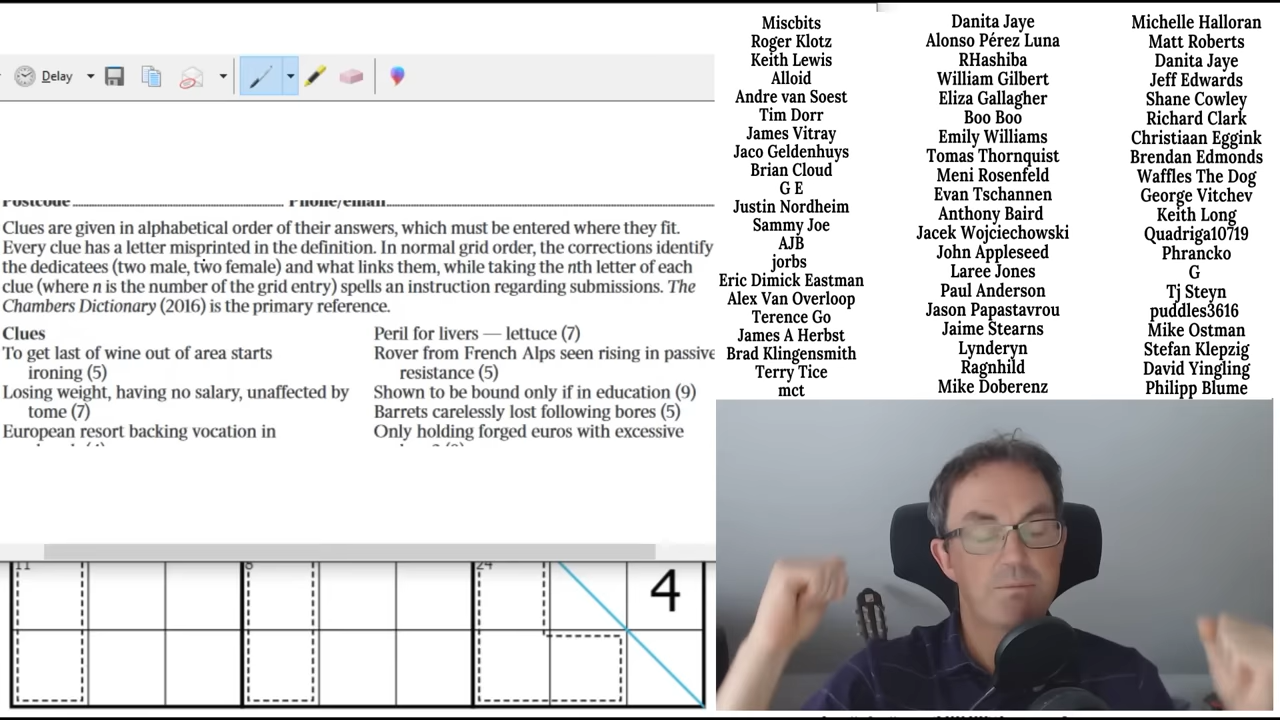 Delay
Postcode Phone/email
Clues are given in alphabetical order of their answers, which must be entered where they fit.
Every clue has a letter misprinted in the definition. In normal grid order, the corrections identify
the dedicatees (two male, two female) and what links them, while taking the nth letter of each
clue (where n is the number of the grid entry) spells an instruction regarding submissions. The
Chambers Dictionary (2016) is the primary reference.
Clues
To get last of wine out of area starts
ironing (5)
Losing weight, having no salary, unaffected by
tome (7)
European resort backing vocation in
Peril for livers — lettuce (7)
Rover from French Alps seen rising in passive
resistance (5)
Shown to be bound only if in education (9)
Barrets carelessly lost following bores (5)
Only holding forged euros with excessive
11
8
24
4
Miscbits
Roger Klotz
Keith Lewis
Alloid
Andre van Soest
Tim Dorr
James Vitray
Jaco Geldenhuys
Brian Cloud
G E
Justin Nordheim
Sammy Joe
AJB
jorbs
Eric Dimick Eastman
Alex Van Overloop
Terence Go
James A Herbst
Brad Klingensmith
Terry Tice
mct
Danita Jaye
Alonso Pérez Luna
RHashiba
William Gilbert
Eliza Gallagher
Boo Boo
Emily Williams
Tomas Thornquist
Meni Rosenfeld
Evan Tschannen
Anthony Baird
Jacek Wojciechowski
John Appleseed
Laree Jones
Paul Anderson
Jason Papastavrou
Jaime Stearns
Lynderyn
Ragnhild
Mike Doberenz
Michelle Halloran
Matt Roberts
Danita Jaye
Jeff Edwards
Shane Cowley
Richard Clark
Christiaan Eggink
Brendan Edmonds
Waffles The Dog
George Vitchev
Keith Long
Quadriga10719
Phrancko
G
Tj Steyn
puddles3616
Mike Ostman
Stefan Klepzig
David Yingling
Philipp Blume